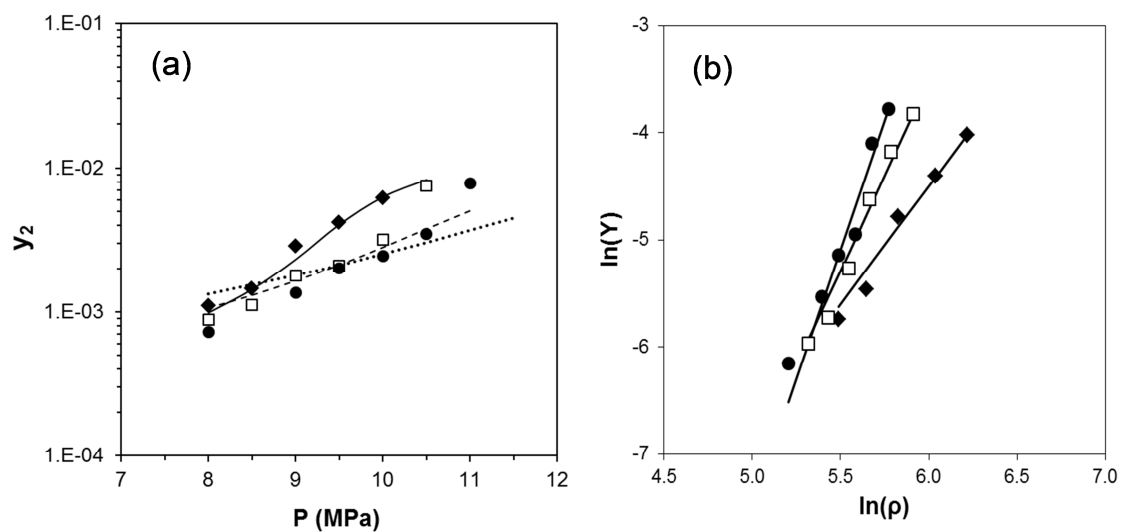 (a)
1.E-01
1.E-02
1.E-03
1.E-04
y₂
7 8 9 10 11 12
P (MPa)
(b)
-3
-4
-5
-6
-7
ln(Y)
4.5 5.0 5.5 6.0 6.5 7.0
ln(ρ)